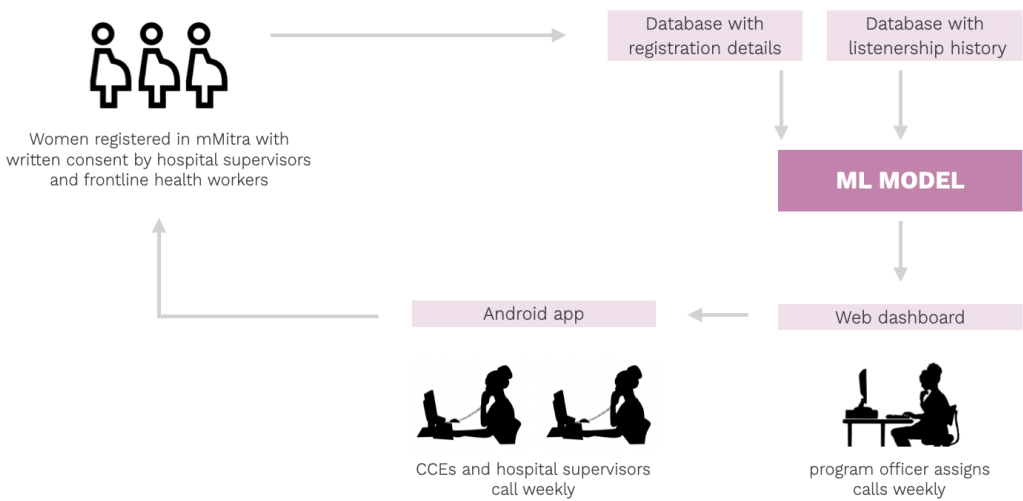 Database with
registration details
Database with
listenership history
Women registered in mMitra with
written consent by hospital supervisors
and frontline health workers
ML MODEL
Android app
Web dashboard
CCEs and hospital supervisors
call weekly
program officer assigns
calls weekly